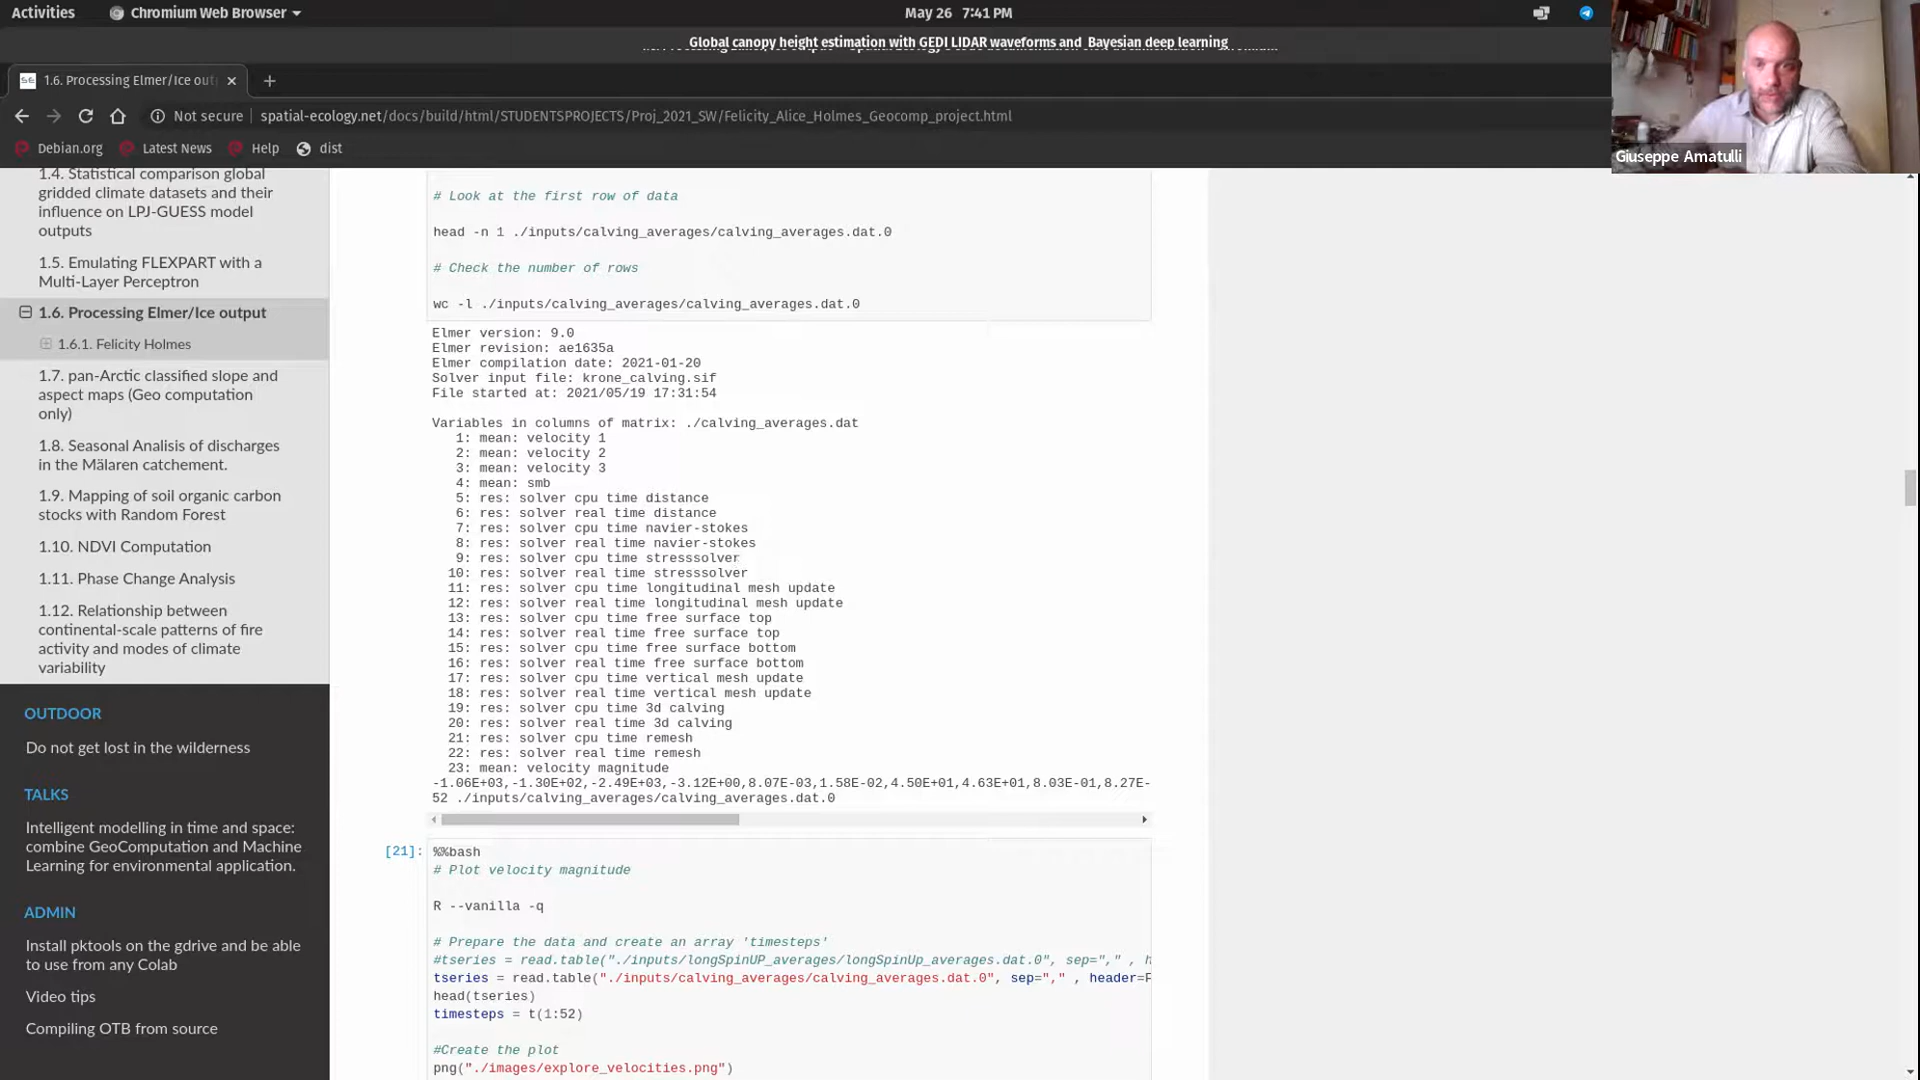 Activities
Chromium Web Browser
May 26 7:41 PM
Global canopy height estimation with GEDI LIDAR waveforms and Bayesian deep learning
1.6. Processing Elmer/Ice out
Not secure
spatial-ecology.net/docs/build/html/STUDENTSPROJECTS/Proj_2021_SW/Felicity_Alice_Holmes_Geocomp_project.html
Giuseppe Amatulli
Debian.org
Latest News
Help
dist
1.4. Statistical comparison global
gridded climate datasets and their
influence on LPJ-GUESS model
outputs
1.5. Emulating FLEXPART with a
Multi-Layer Perceptron
1.6. Processing Elmer/Ice output
1.6.1. Felicity Holmes
1.7. pan-Arctic classified slope and
aspect maps (Geo computation
only)
1.8. Seasonal Analisis of discharges
in the Mälaren catchement.
1.9. Mapping of soil organic carbon
stocks with Random Forest
1.10. NDVI Computation
1.11. Phase Change Analysis
1.12. Relationship between
continental-scale patterns of fire
activity and modes of climate
variability
OUTDOOR
Do not get lost in the wilderness
TALKS
Intelligent modelling in time and space:
combine GeoComputation and Machine
Learning for environmental application.
ADMIN
Install pktools on the gdrive and be able
to use from any Colab
Video tips
Compiling OTB from source
# Look at the first row of data
head -n 1 ./inputs/calving_averages/calving_averages.dat.0
# Check the number of rows
wc -l ./inputs/calving_averages/calving_averages.dat.0
Elmer version: 9.0
Elmer revision: ae1635a
Elmer compilation date: 2021-01-20
Solver input file: krone_calving.sif
File started at: 2021/05/19 17:31:54
Variables in columns of matrix: ./calving_averages.dat
1: mean: velocity 1
2: mean: velocity 2
3: mean: velocity 3
4: mean: smb
5: res: solver cpu time distance
6: res: solver real time distance
7: res: solver cpu time navier-stokes
8: res: solver real time navier-stokes
9: res: solver cpu time stresssolver
10: res: solver real time stresssolver
11: res: solver cpu time longitudinal mesh update
12: res: solver real time longitudinal mesh update
13: res: solver cpu time free surface top
14: res: solver real time free surface top
15: res: solver cpu time free surface bottom
16: res: solver real time free surface bottom
17: res: solver cpu time vertical mesh update
18: res: solver real time vertical mesh update
19: res: solver cpu time 3d calving
20: res: solver real time 3d calving
21: res: solver cpu time remesh
22: res: solver real time remesh
23: mean: velocity magnitude
-1.06E+03,-1.30E+02,-2.49E+03,-3.12E+00,8.07E-03,1.58E-02,4.50E+01,4.63E+01,8.03E-01,8.27E-
52 ./inputs/calving_averages/calving_averages.dat.0
[21]:
%%bash
# Plot velocity magnitude
R --vanilla -q
# Prepare the data and create an array 'timesteps'
#tseries = read.table("./inputs/longSpinUP_averages/longSpinUp_averages.dat.0", sep="," , h
tseries = read.table("./inputs/calving_averages/calving_averages.dat.0", sep="," , header=F
head(tseries)
timesteps = t(1:52)
#Create the plot
png("./images/explore_velocities.png")